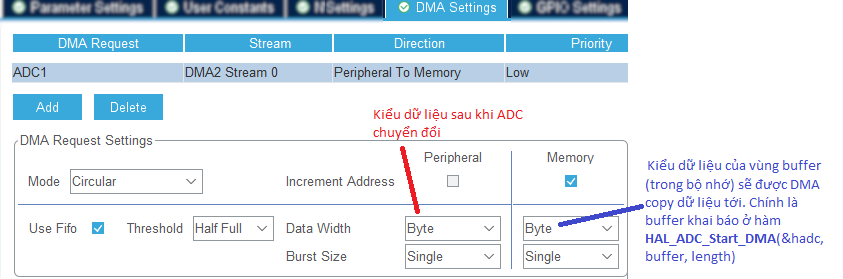 Parameter Settings User Constants NVSettings DMA Settings GPIO Settings
DMA Request Stream Direction Priority
ADC1 DMA2 Stream 0 Peripheral To Memory Low
Add Delete
Kiểu dữ liệu sau khi ADC
chuyển đổi
DMA Request Settings
Peripheral Memory
Mode Circular Increment Address
Use Fifo Threshold Half Full Data Width Byte Byte
Burst Size Single Single
Kiểu dữ liệu của vùng buffer
(trong bộ nhớ) sẽ được DMA
copy dữ liệu tới. Chính là
buffer khai báo ở hàm
HAL_ADC_Start_DMA(&hadc,
buffer, length)